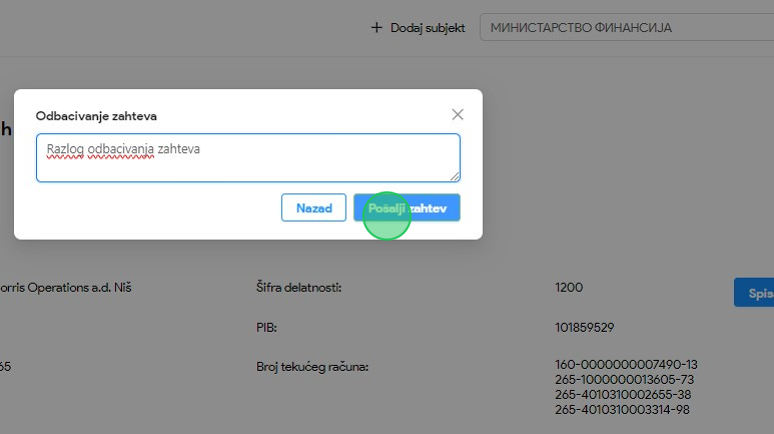 + Dodaj subjekt
МИНИСТАРСТВО ФИНАНСИЈА
h
Odbacivanje zahteva
Razlog odbacivanja zahteva
Nazad
Pošalji zahtev
orris Operations a.d. Niš
Šifra delatnosti:
1200
Spis
PIB:
101859529
65
Broj tekućeg računa:
160-0000000007490-13
265-1000000013605-73
265-4010310002655-38
265-4010310003314-98